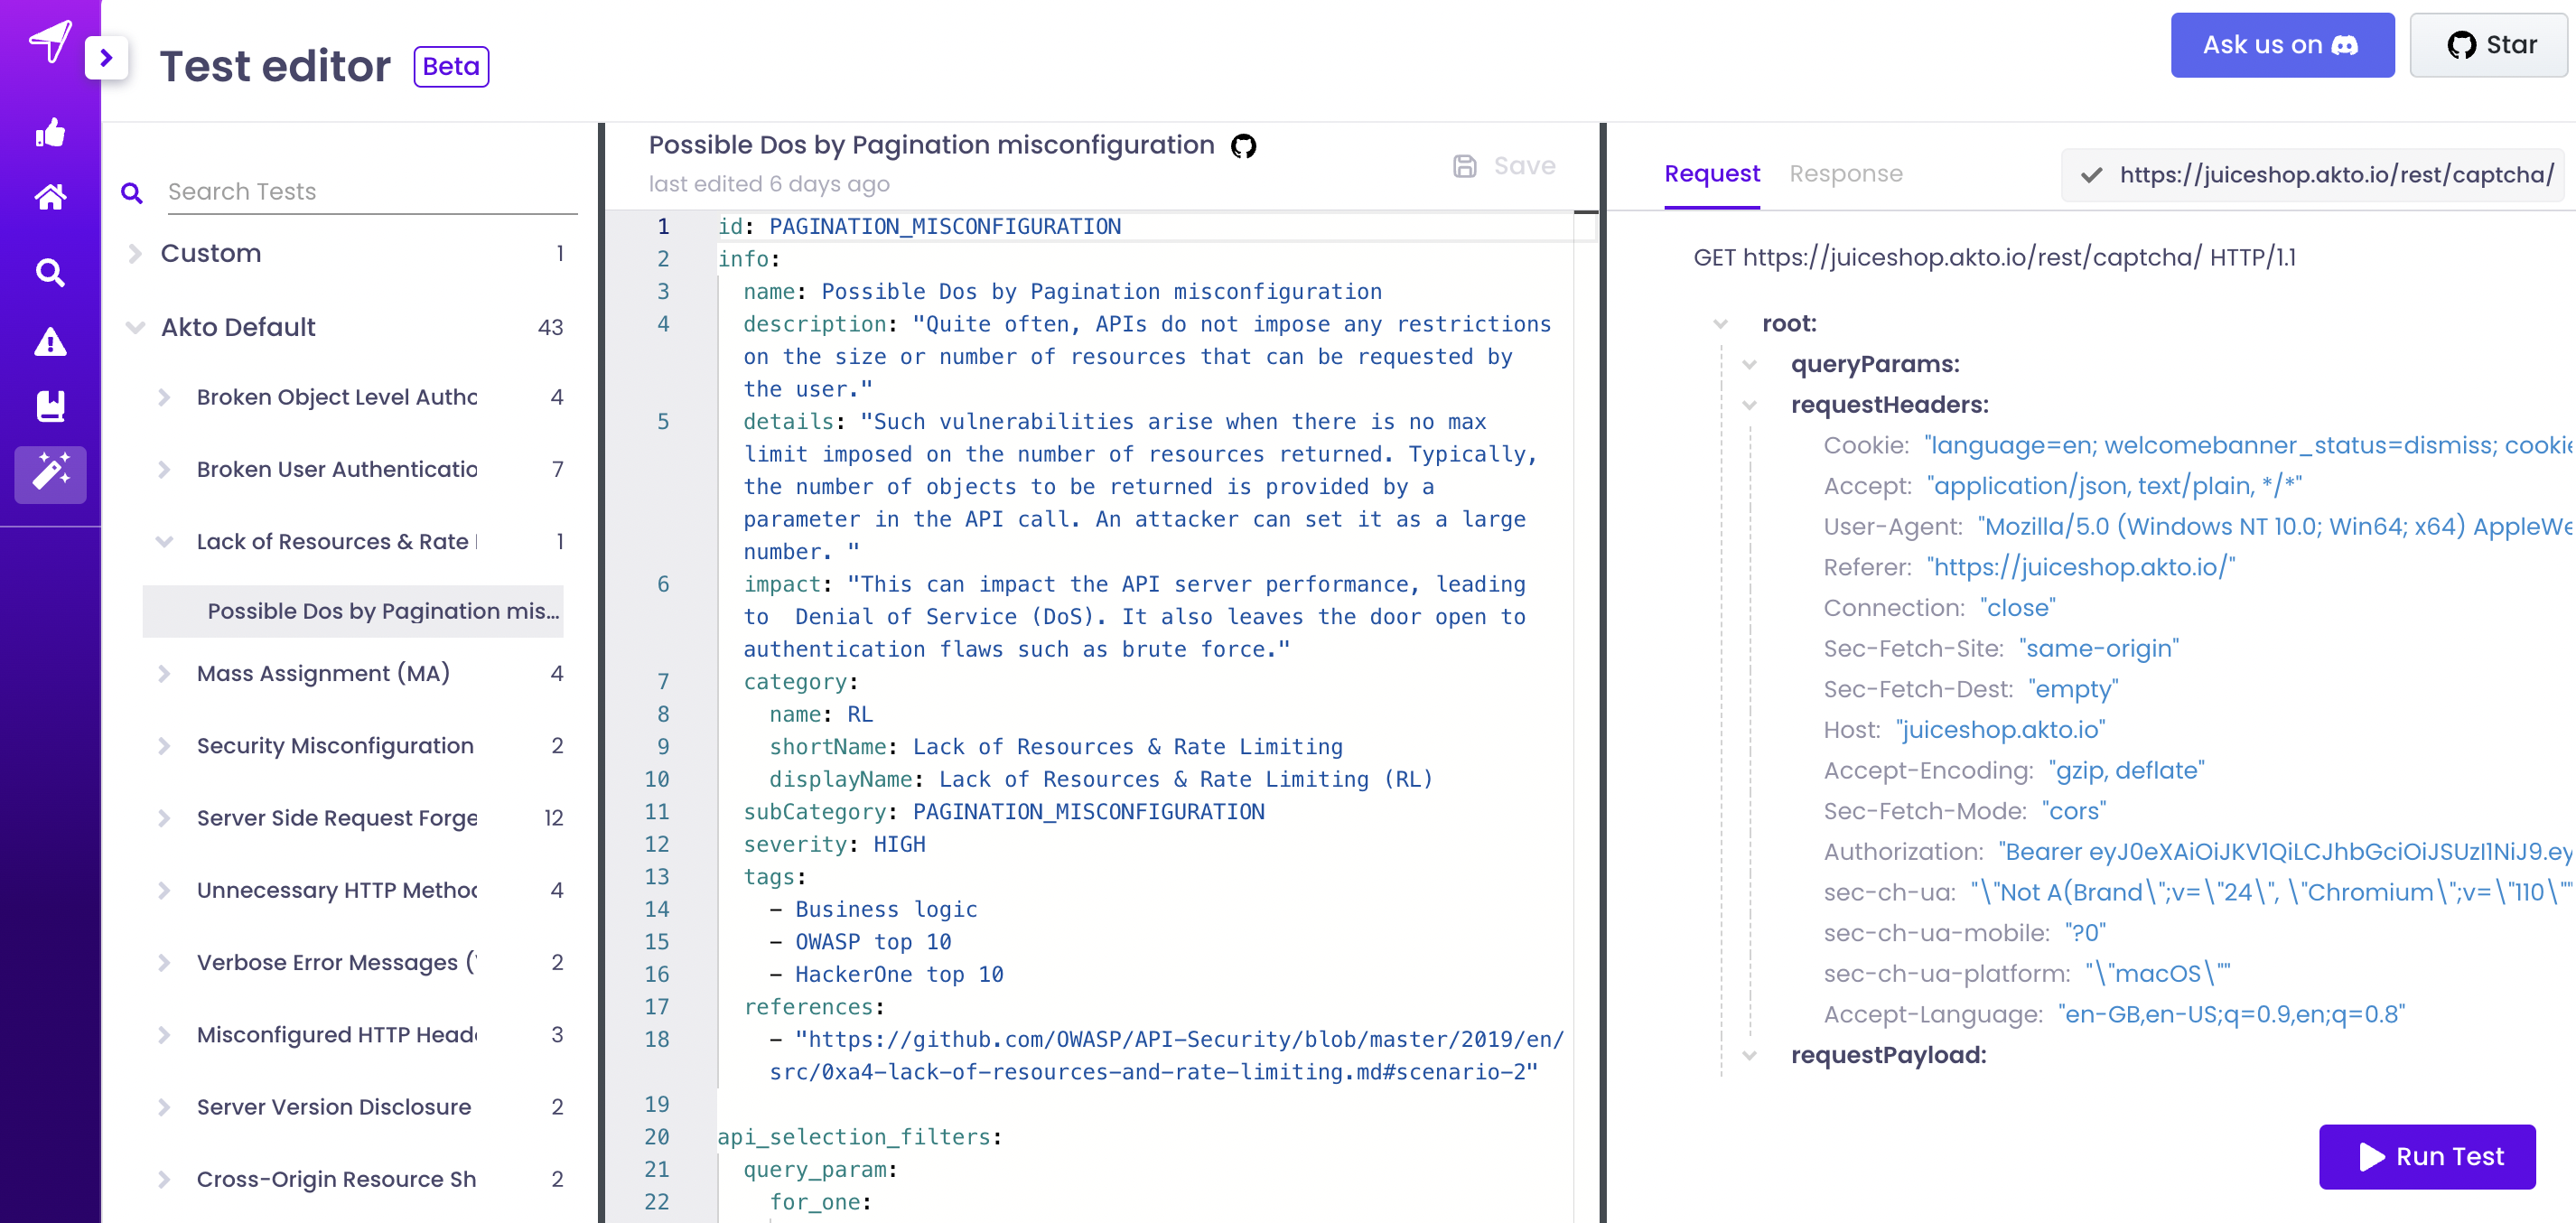 Test editor Beta
Ask us on
Star
Search Tests
Custom 1
Akto Default 43
Broken Object Level Autho 4
Broken User Authenticatio 7
Lack of Resources & Rate 1
Possible Dos by Pagination mis...
Mass Assignment (MA) 4
Security Misconfiguration 2
Server Side Request Forge 12
Unnecessary HTTP Method 4
Verbose Error Messages ( 2
Misconfigured HTTP Head 3
Server Version Disclosure 2
Cross-Origin Resource Sh 2
Possible Dos by Pagination misconfiguration
last edited 6 days ago
Save
1 id: PAGINATION_MISCONFIGURATION
2 info:
3 name: Possible Dos by Pagination misconfiguration
4 description: "Quite often, APIs do not impose any restrictions
on the size or number of resources that can be requested by
the user."
5 details: "Such vulnerabilities arise when there is no max
limit imposed on the number of resources returned. Typically,
the number of objects to be returned is provided by a
parameter in the API call. An attacker can set it as a large
number. "
6 impact: "This can impact the API server performance, leading
to  Denial of Service (DoS). It also leaves the door open to
authentication flaws such as brute force."
7 category:
8 name: RL
9 shortName: Lack of Resources & Rate Limiting
10 displayName: Lack of Resources & Rate Limiting (RL)
11 subCategory: PAGINATION_MISCONFIGURATION
12 severity: HIGH
13 tags:
14 - Business logic
15 - OWASP top 10
16 - HackerOne top 10
17 references:
18 - "https://github.com/OWASP/API-Security/blob/master/2019/en/
src/0xa4-lack-of-resources-and-rate-limiting.md#scenario-2"
19
20 api_selection_filters:
21 query_param:
22 for_one:
Request Response
https://juiceshop.akto.io/rest/captcha/
GET https://juiceshop.akto.io/rest/captcha/ HTTP/1.1
root:
queryParams:
requestHeaders:
Cookie: "language=en; welcomebanner_status=dismiss; cookie
Accept: "application/json, text/plain, */*"
User-Agent: "Mozilla/5.0 (Windows NT 10.0; Win64; x64) AppleWe
Referer: "https://juiceshop.akto.io/"
Connection: "close"
Sec-Fetch-Site: "same-origin"
Sec-Fetch-Dest: "empty"
Host: "juiceshop.akto.io"
Accept-Encoding: "gzip, deflate"
Sec-Fetch-Mode: "cors"
Authorization: "Bearer eyJ0eXAiOiJKV1QiLCJhbGciOiJSUzI1NiJ9.ey
sec-ch-ua: "\"Not A(Brand\";v=\"24\", \"Chromium\";v=\"110\""
sec-ch-ua-mobile: "?0"
sec-ch-ua-platform: "\"macOS\""
Accept-Language: "en-GB,en-US;q=0.9,en;q=0.8"
requestPayload:
Run Test